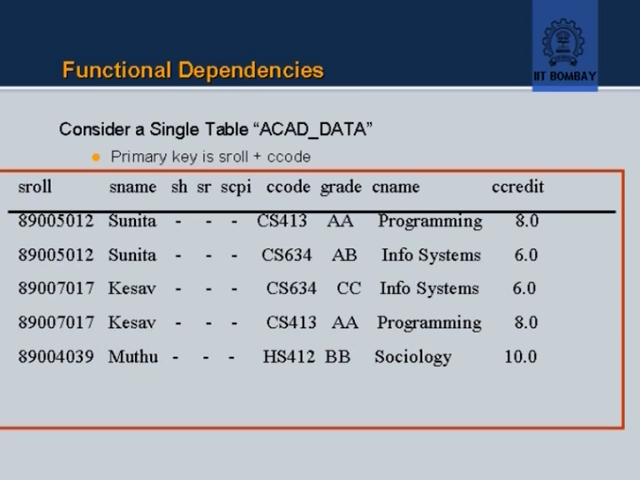 Functional Dependencies
IIT BOMBAY
Consider a Single Table “ACAD_DATA”
Primary key is sroll + ccode
sroll sname sh sr scpi ccode grade cname ccredit
89005012 Sunita - - - CS413 AA Programming 8.0
89005012 Sunita - - - CS634 AB Info Systems 6.0
89007017 Kesav - - - CS634 CC Info Systems 6.0
89007017 Kesav - - - CS413 AA Programming 8.0
89004039 Muthu - - - HS412 BB Sociology 10.0